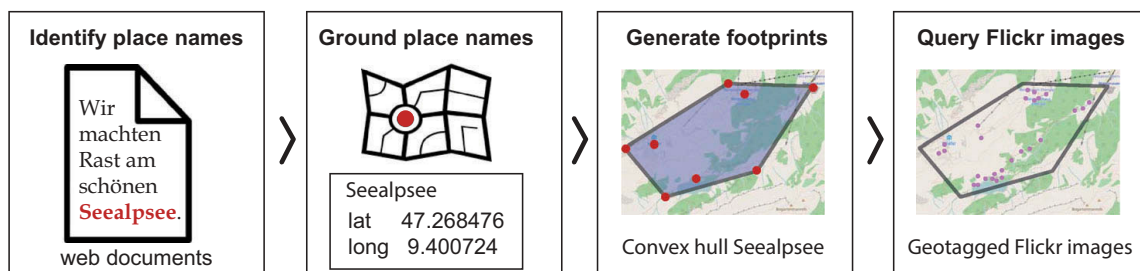 Identify place names
Wir
machten
Rast am
schönen
Seealpsee.
web documents
Ground place names
Seealpsee
lat 47.268476
long 9.400724
Generate footprints
Convex hull Seealpsee
Query Flickr images
Geotagged Flickr images